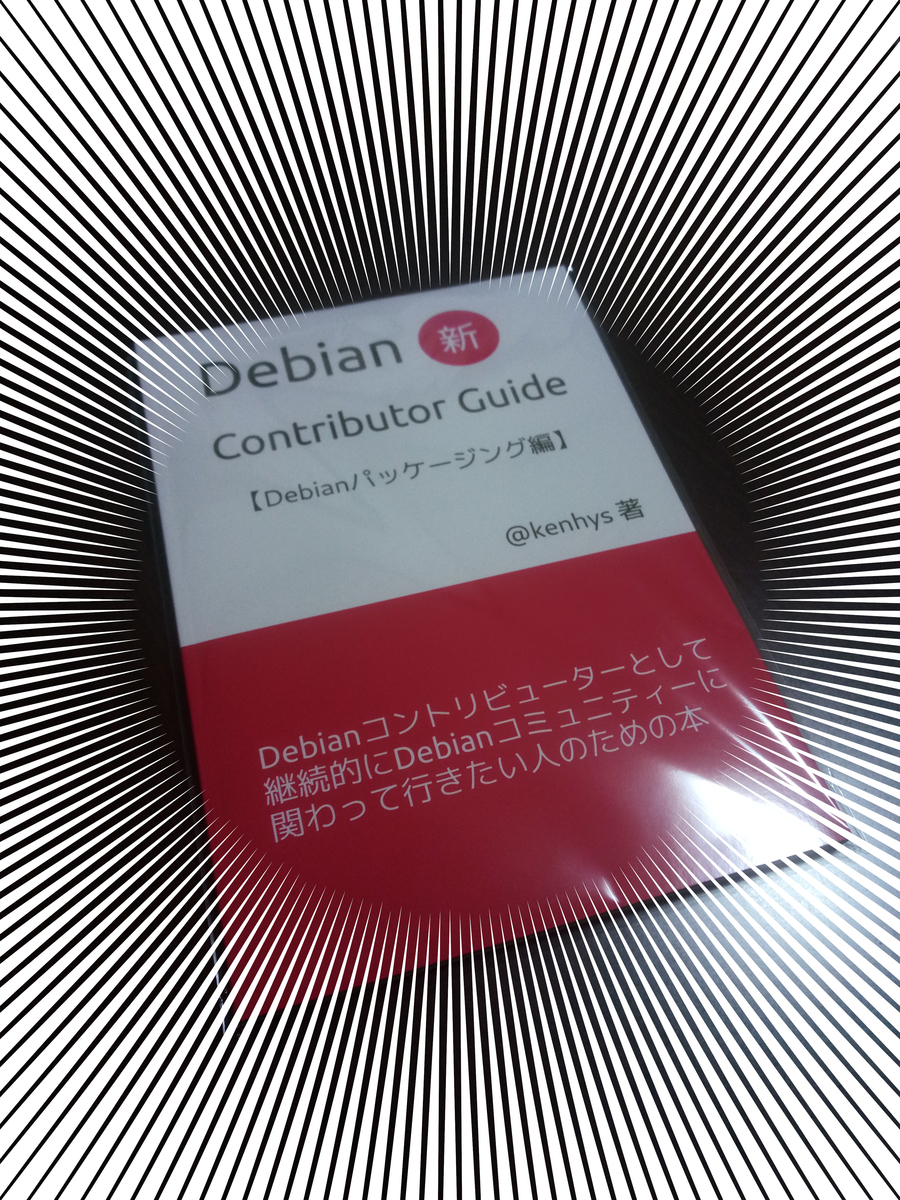 Debian 新
Contributor Guide
【Debianパッケージング編】
@kenhys 著
Debianコントリビューターとして
継続的にDebianコミュニティーに
関わって行きたい人のための本